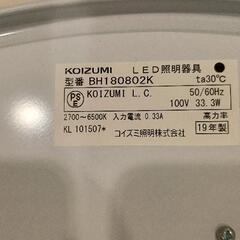 KOIZUMI LED照明器具
型番 BH180802K ta30℃
PSE KOIZUMI L.C. 50/60Hz
100V 33.3W
2700～6500K 入力電流 0.33A 高力率
KL 101507* 19年製
コイズミ照明株式会社